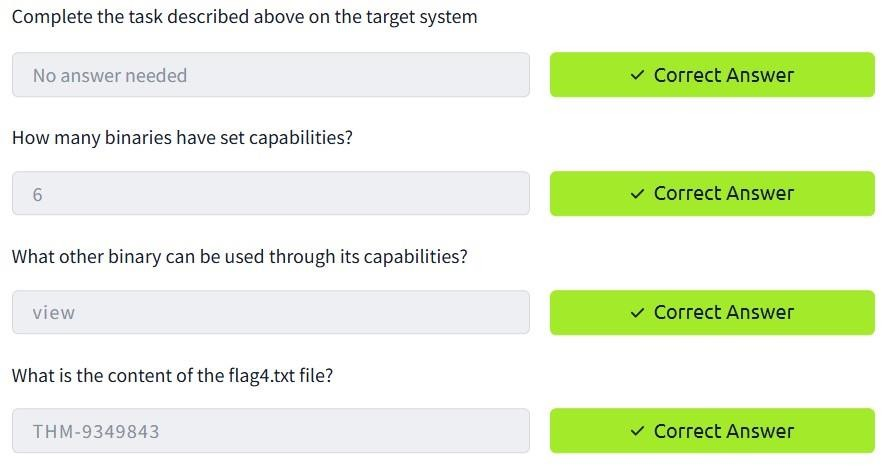 Complete the task described above on the target system
No answer needed
✓ Correct Answer
How many binaries have set capabilities?
6
✓ Correct Answer
What other binary can be used through its capabilities?
view
✓ Correct Answer
What is the content of the flag4.txt file?
THM-9349843
✓ Correct Answer